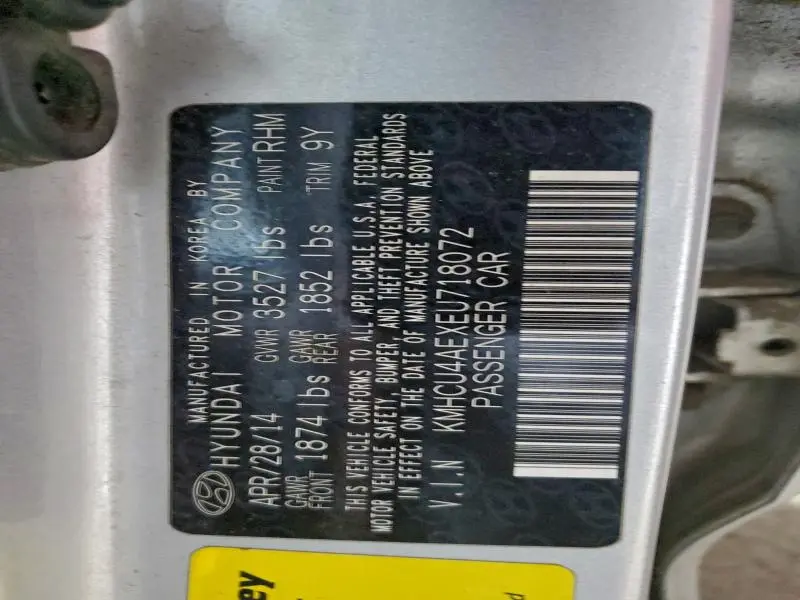 MANUFACTURED IN KOREA BY
HYUNDAI MOTOR COMPANY
APR/28/14 GVWR 3527 lbs PAINT RHM
GAWR FRONT 1874 lbs GAWR REAR 1852 lbs TRIM 9Y
THIS VEHICLE CONFORMS TO ALL APPLICABLE U.S.A. FEDERAL
MOTOR VEHICLE SAFETY, BUMPER, AND THEFT PREVENTION STANDARDS
IN EFFECT ON THE DATE OF MANUFACTURE SHOWN ABOVE
V.I.N KMHCU4AEXEU718072
PASSENGER CAR
ey